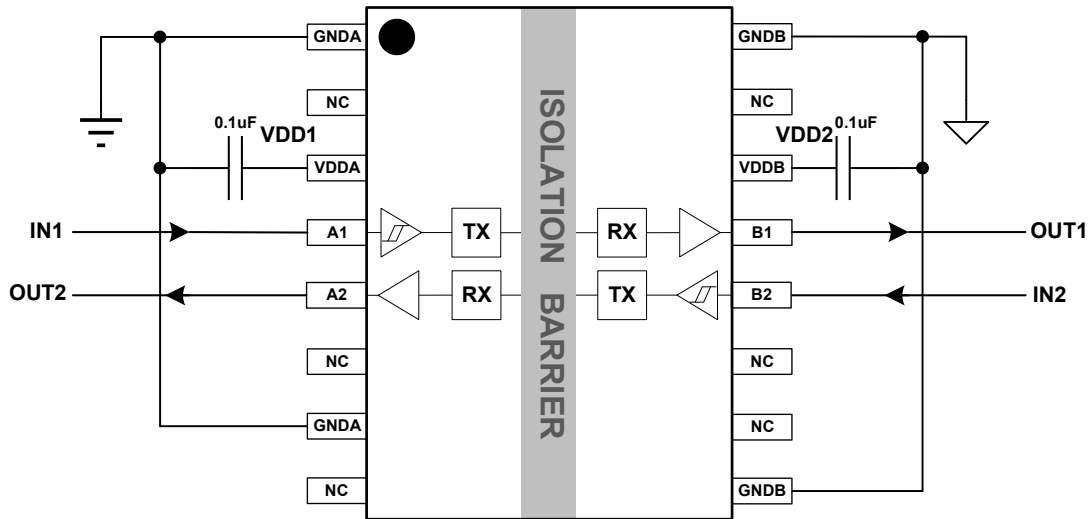 GNDA
GNDB
NC
NC
0.1uF
VDD1
VDD2
0.1uF
VDDA
VDDB
IN1
A1
TX
RX
B1
OUT1
OUT2
A2
RX
TX
B2
IN2
NC
NC
GNDA
NC
NC
GNDB
ISOLATION BARRIER